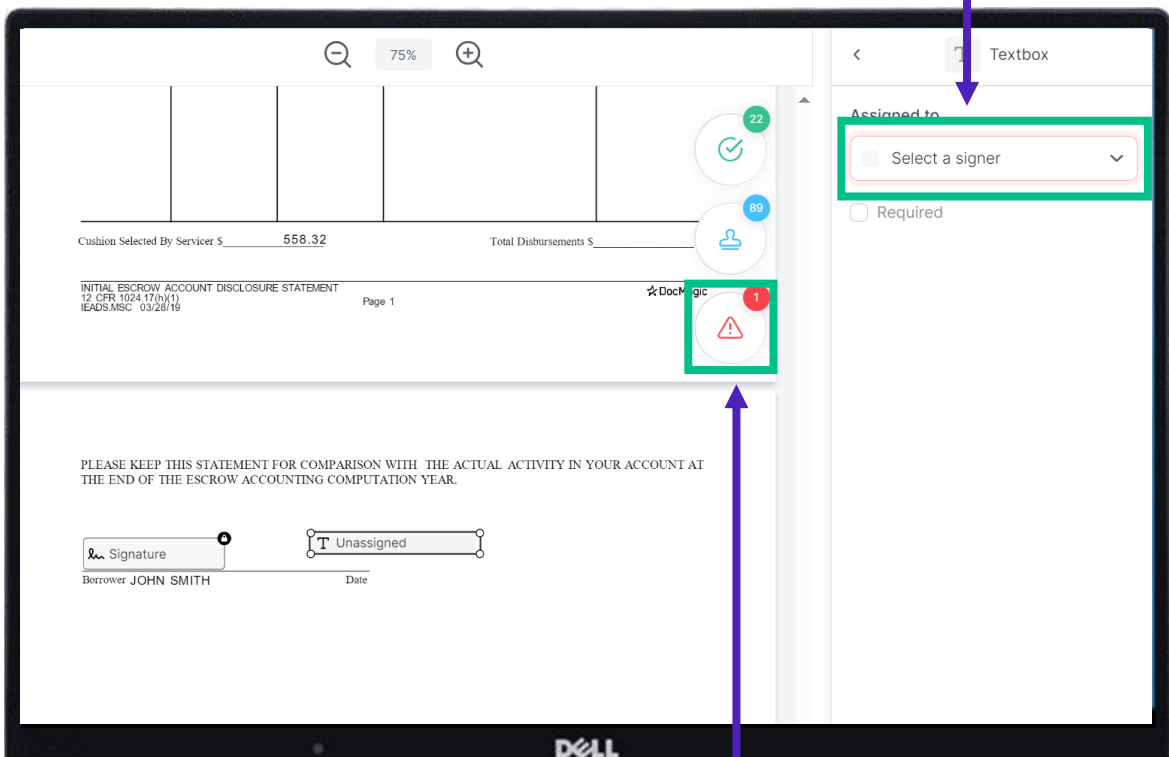 75%
Textbox
Assigned to
22
Select a signer
89
Required
Cushion Selected By Servicer $ 558.32 Total Disbursements $
INITIAL ESCROW ACCOUNT DISCLOSURE STATEMENT
12 CFR 1024.17(h)(1)
IEADS.MSC 03/28/19
Page 1
DocMagic
1
PLEASE KEEP THIS STATEMENT FOR COMPARISON WITH THE ACTUAL ACTIVITY IN YOUR ACCOUNT AT
THE END OF THE ESCROW ACCOUNTING COMPUTATION YEAR.
Signature
T Unassigned
Borrower JOHN SMITH Date
DELL